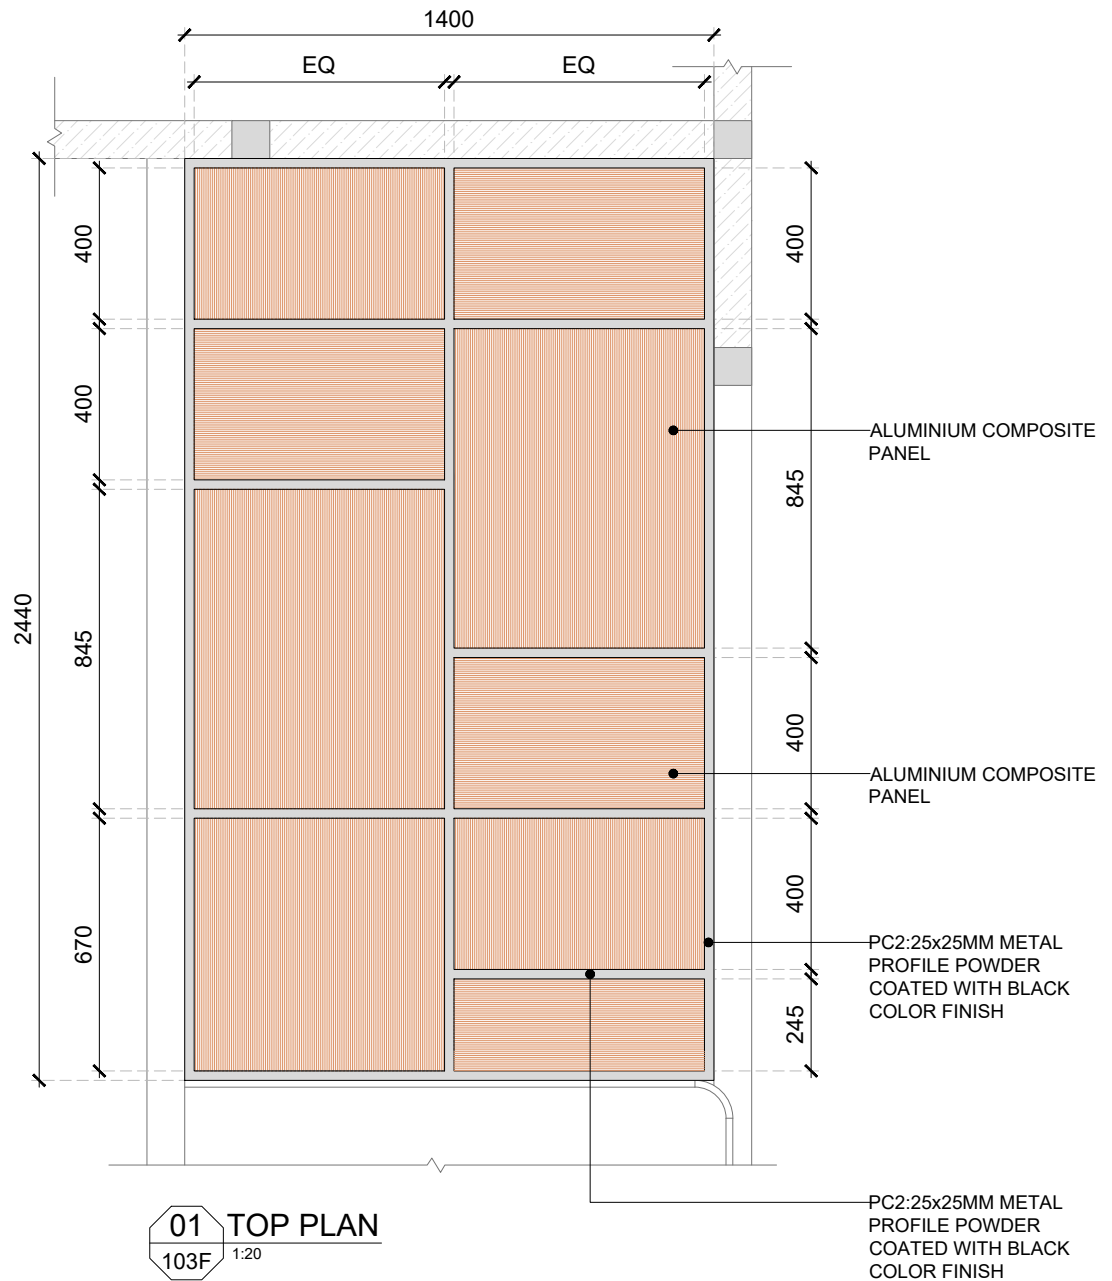 1400
EQ
EQ
400
400
400
ALUMINIUM COMPOSITE
PANEL
845
2440
845
400
ALUMINIUM COMPOSITE
PANEL
400
670
PC2:25x25MM METAL
PROFILE POWDER
COATED WITH BLACK
COLOR FINISH
245
PC2:25x25MM METAL
PROFILE POWDER
COATED WITH BLACK
COLOR FINISH
01
TOP PLAN
103F
1:20